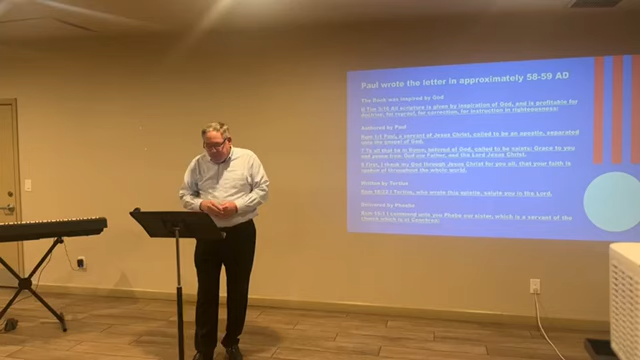 Paul wrote the letter in approximately 58-59 AD
The Book was inspired by God
II Tim 3:16 All scripture is given by inspiration of God, and is profitable for
doctrine, for reproof, for correction, for instruction in righteousness:
Authored by Paul
Rom 1:1 Paul, a servant of Jesus Christ, called to be an apostle, separated
unto the gospel of God,
7 To all that be in Rome, beloved of God, called to be saints: Grace to you
and peace from God our Father, and the Lord Jesus Christ.
8 First, I thank my God through Jesus Christ for you all, that your faith is
spoken of throughout the whole world.
Written by Tertius
Rom 16:22 I Tertius, who wrote this epistle, salute you in the Lord.
Delivered by Phoebe
Rom 16:1 I commend unto you Phebe our sister, which is a servant of the
church which is at Cenchrea: